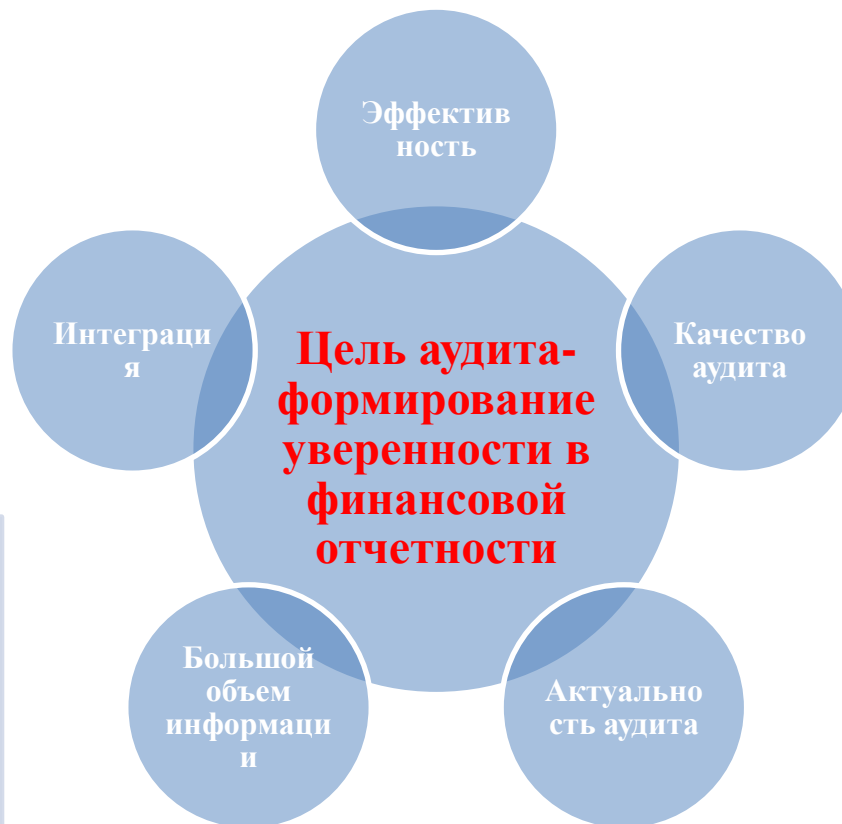 Эффектив
ность
Интеграци
я
Качество
аудита
Цель аудита-
формирование
уверенности в
финансовой
отчетности
Большой
объем
информаци
и
Актуально
сть аудита